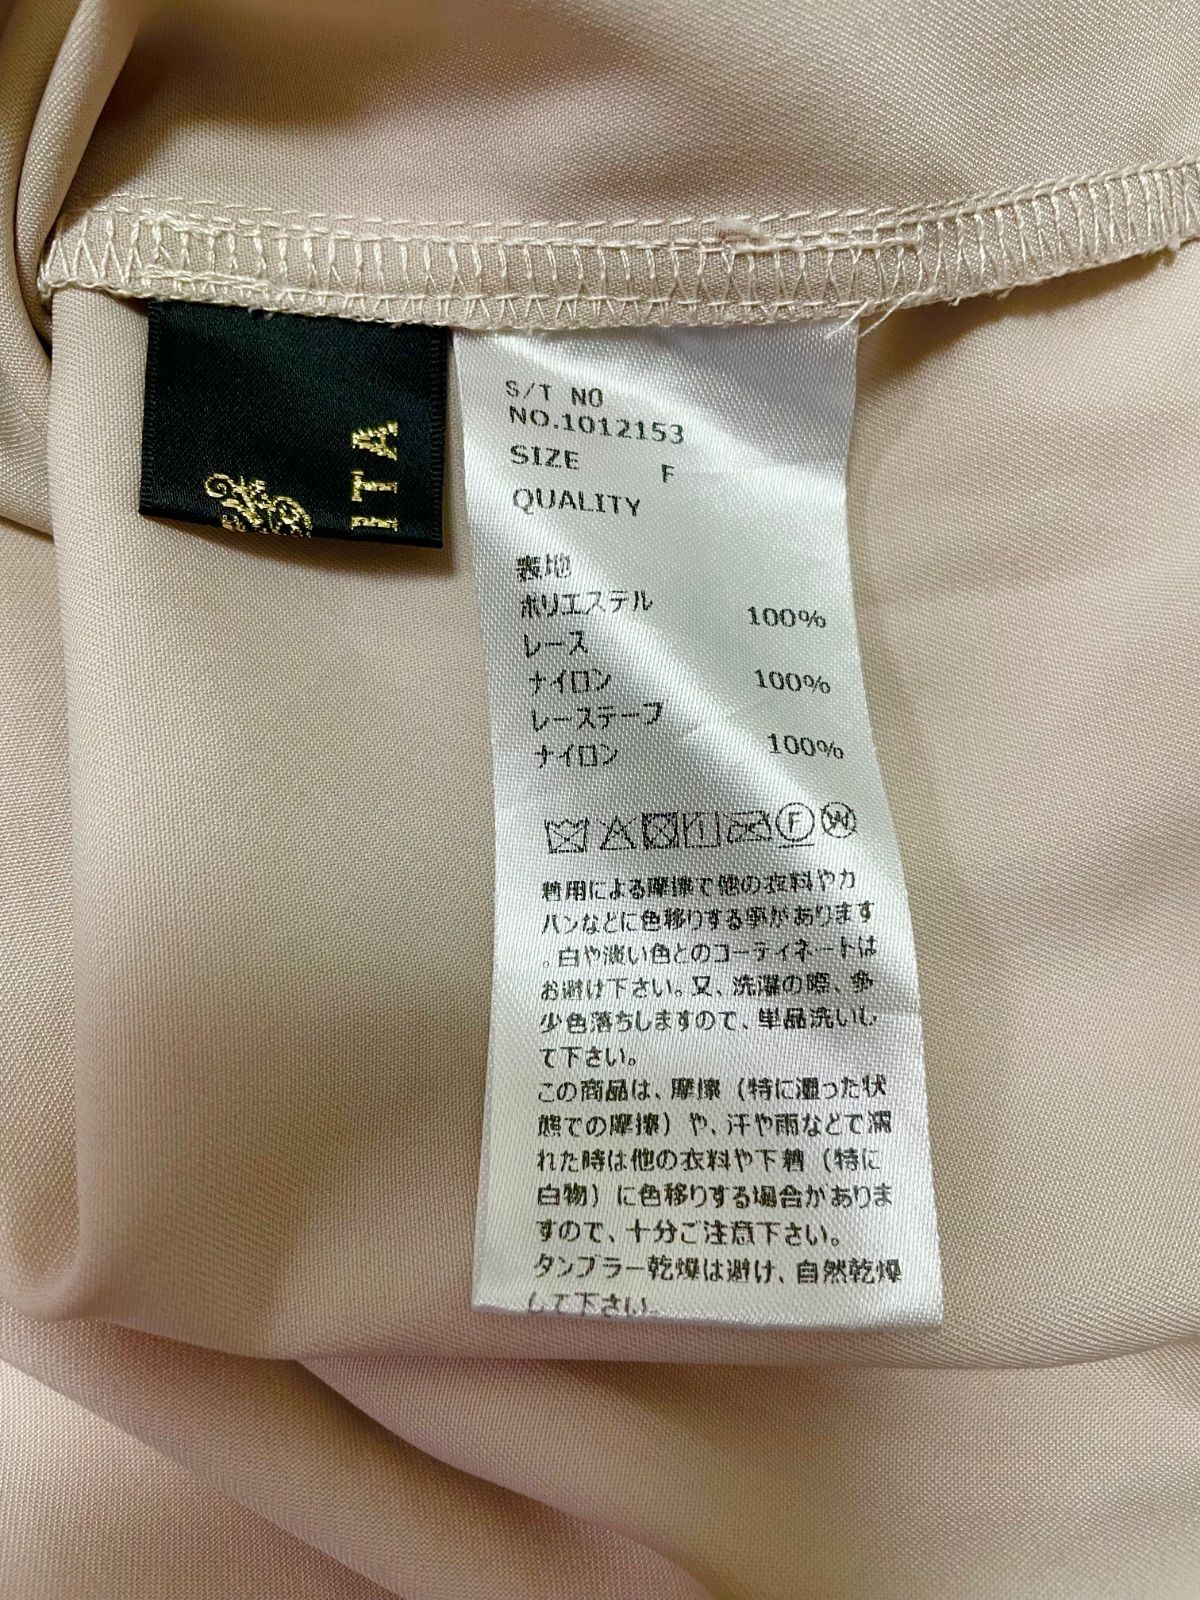 ITA
S/T NO
NO.1012153
SIZE F
QUALITY
表地
ポリエステル 100%
レース
ナイロン 100%
レーステープ
ナイロン 100%
F W
着用による摩擦で他の衣料やカ
バンなどに色移りする事があります
。白や淡い色とのコーディネートは
お避け下さい。又、洗濯の際、多
少色落ちしますので、単品洗いし
て下さい。
この商品は、摩擦（特に湿った状
態での摩擦）や、汗や雨などで濡
れた時は他の衣料や下着（特に
白物）に色移りする場合がありま
すので、十分ご注意下さい。
タンブラー乾燥は避け、自然乾燥
して下さい。